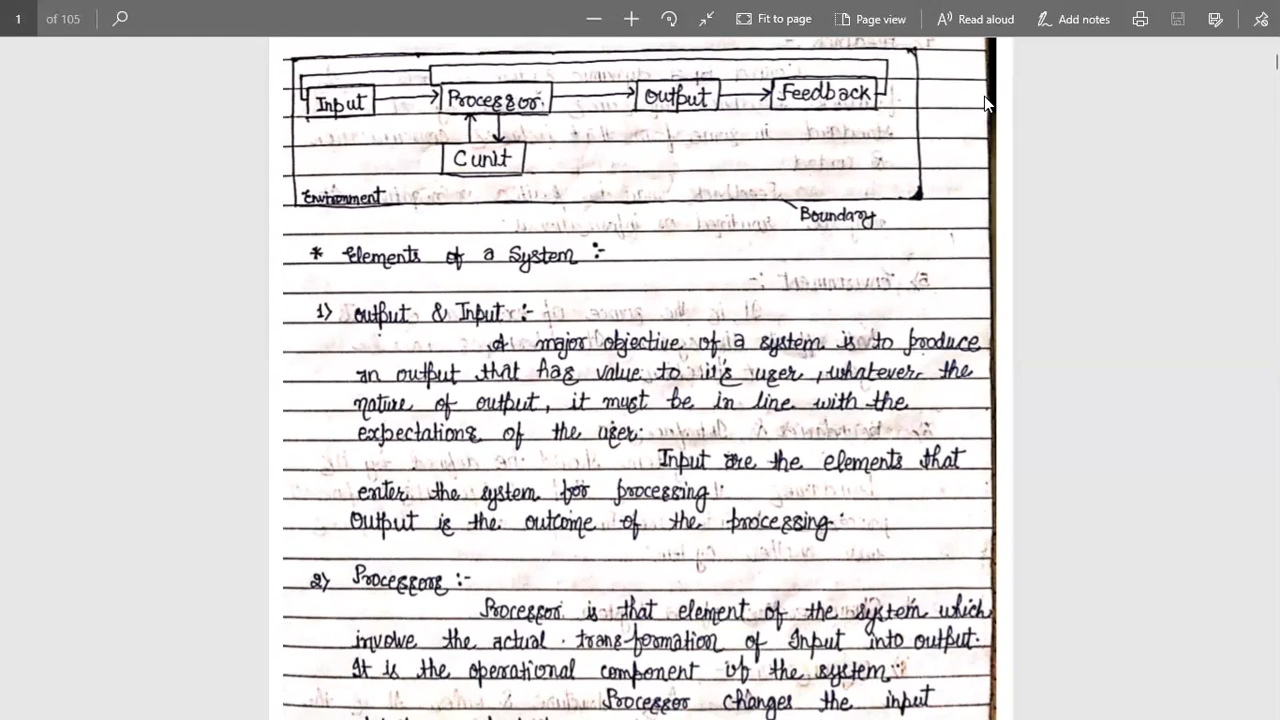 1 of 105 Fit to page Page view Read aloud Add notes
Input Processor Output Feedback
C unit
Environment
Boundary
* Elements of a System :-
1) Output & Input :-
A major objective of a system is to produce
an output that has value to it's user, whatever the
nature of output, it must be in line with the
expectations of the user.
Input are the elements that
enter the system for processing.
Output is the outcome of the processing.
2) Processors :-
Processor is that element of the system which
involve the actual transformation of Input into output.
It is the operational component of the system.
Processor changes the input